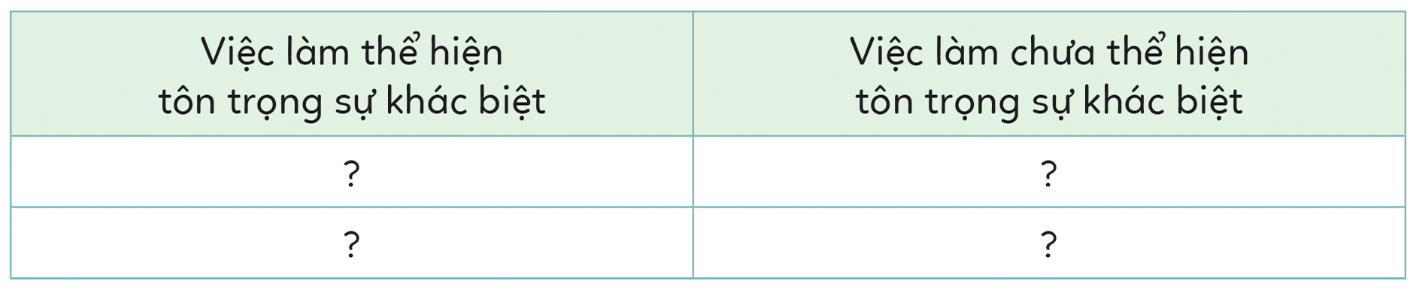 Việc làm thể hiện
tôn trọng sự khác biệt
Việc làm chưa thể hiện
tôn trọng sự khác biệt
? ?
? ?